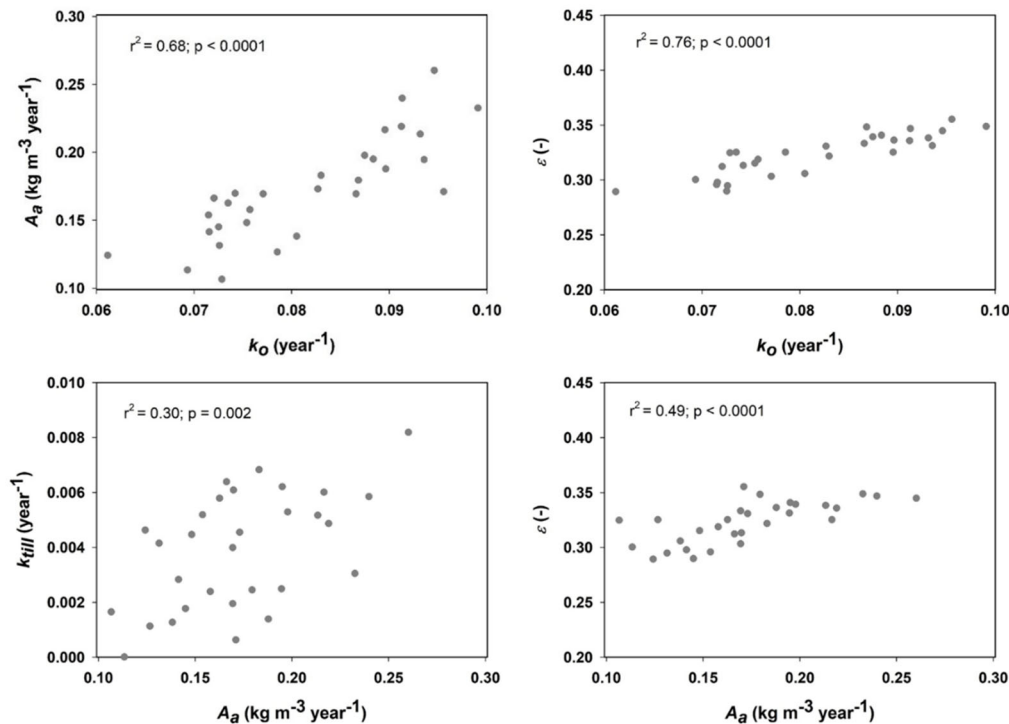 r² = 0.68; p < 0.0001
Aₐ (kg m⁻³ year⁻¹)
0.30
0.25
0.20
0.15
0.10
0.06 0.07 0.08 0.09 0.10
kₒ (year⁻¹)
r² = 0.76; p < 0.0001
ε (-)
0.45
0.40
0.35
0.30
0.25
0.20
0.06 0.07 0.08 0.09 0.10
kₒ (year⁻¹)
r² = 0.30; p = 0.002
k_till (year⁻¹)
0.010
0.008
0.006
0.004
0.002
0.000
0.10 0.15 0.20 0.25 0.30
Aₐ (kg m⁻³ year⁻¹)
r² = 0.49; p < 0.0001
ε (-)
0.45
0.40
0.35
0.30
0.25
0.20
0.10 0.15 0.20 0.25 0.30
Aₐ (kg m⁻³ year⁻¹)